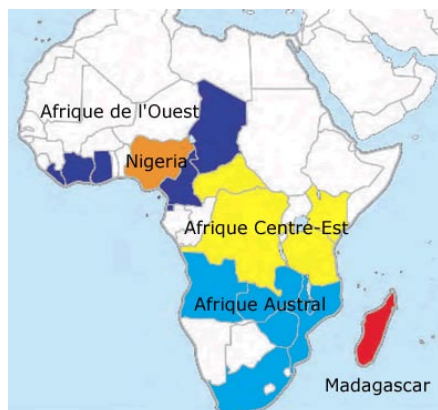 Afrique de l'Ouest
Nigeria
Afrique Centre-Est
Afrique Austral
Madagascar